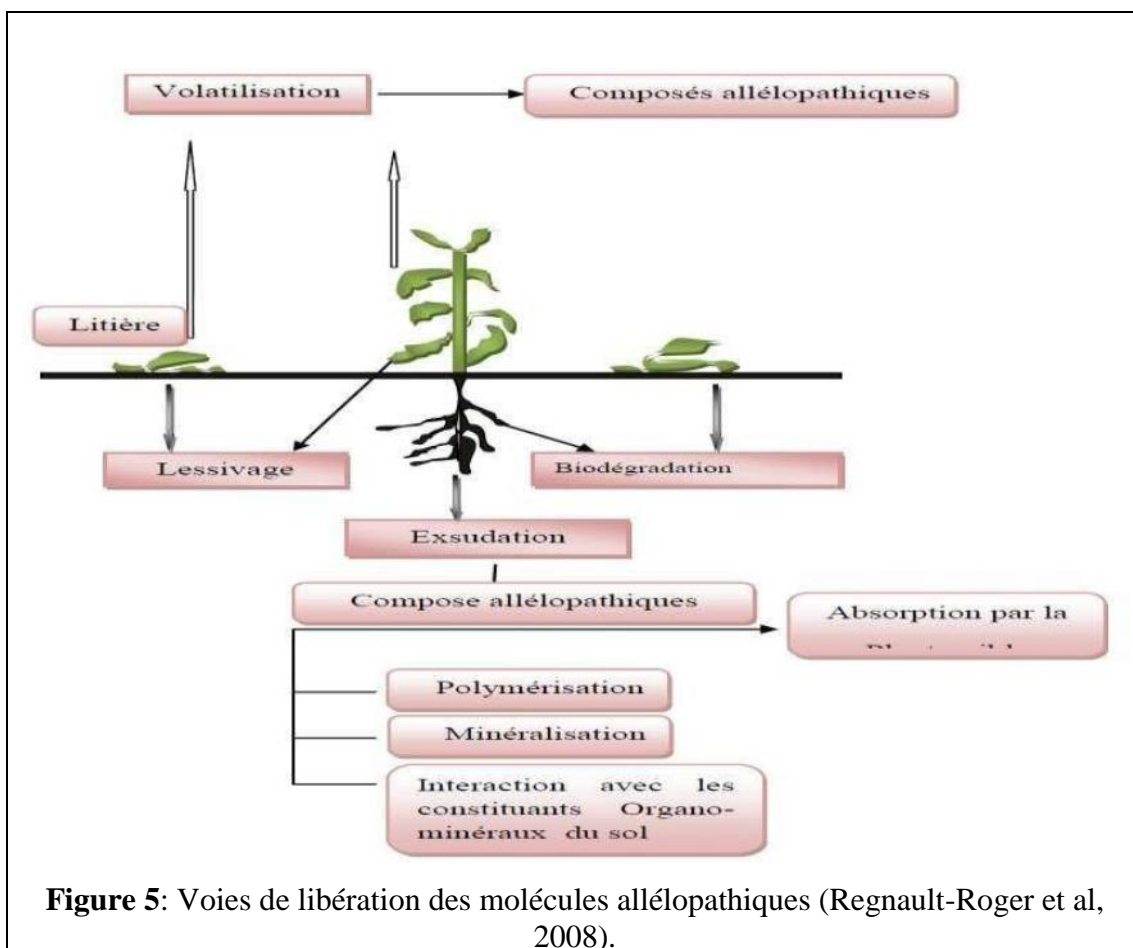 Volatilisation
Composés allélopathiques
Litière
Lessivage
Biodégradation
Exsudation
Compose allélopathiques
Absorption par la
Polymérisation
Minéralisation
Interaction avec les
constituants Organo-
minéraux du sol
Figure 5: Voies de libération des molécules allélopathiques (Regnault-Roger et al,
2008).